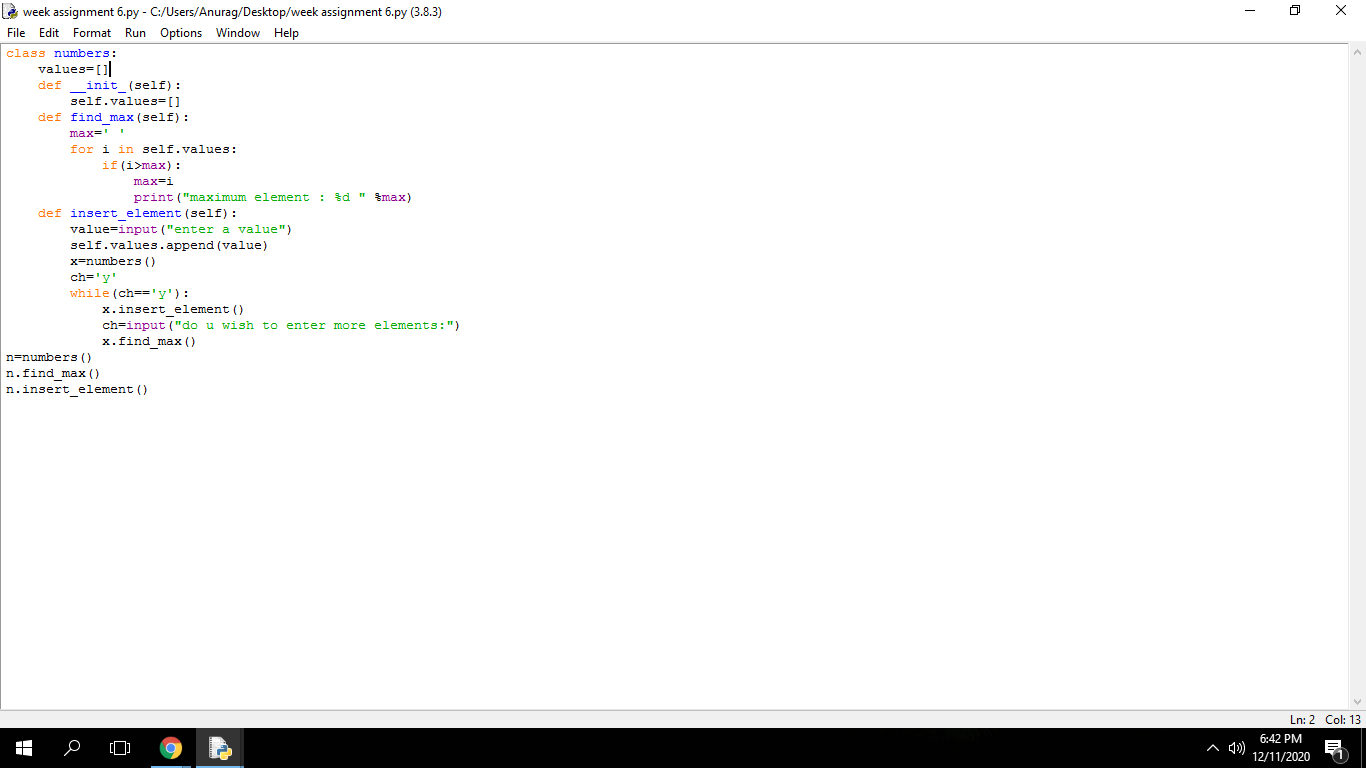 week assignment 6.py - C:/Users/Anurag/Desktop/week assignment 6.py (3.8.3)
File Edit Format Run Options Window Help
class numbers:
    values=[]
    def __init_(self):
        self.values=[]
    def find_max(self):
        max=' '
        for i in self.values:
            if(i>max):
                max=i
                print("maximum element : %d " %max)
    def insert_element(self):
        value=input("enter a value")
        self.values.append(value)
        x=numbers()
        ch='y'
        while(ch=='y'):
            x.insert_element()
            ch=input("do u wish to enter more elements:")
            x.find_max()
n=numbers()
n.find_max()
n.insert_element()
Ln: 2 Col: 13
6:42 PM
12/11/2020
1